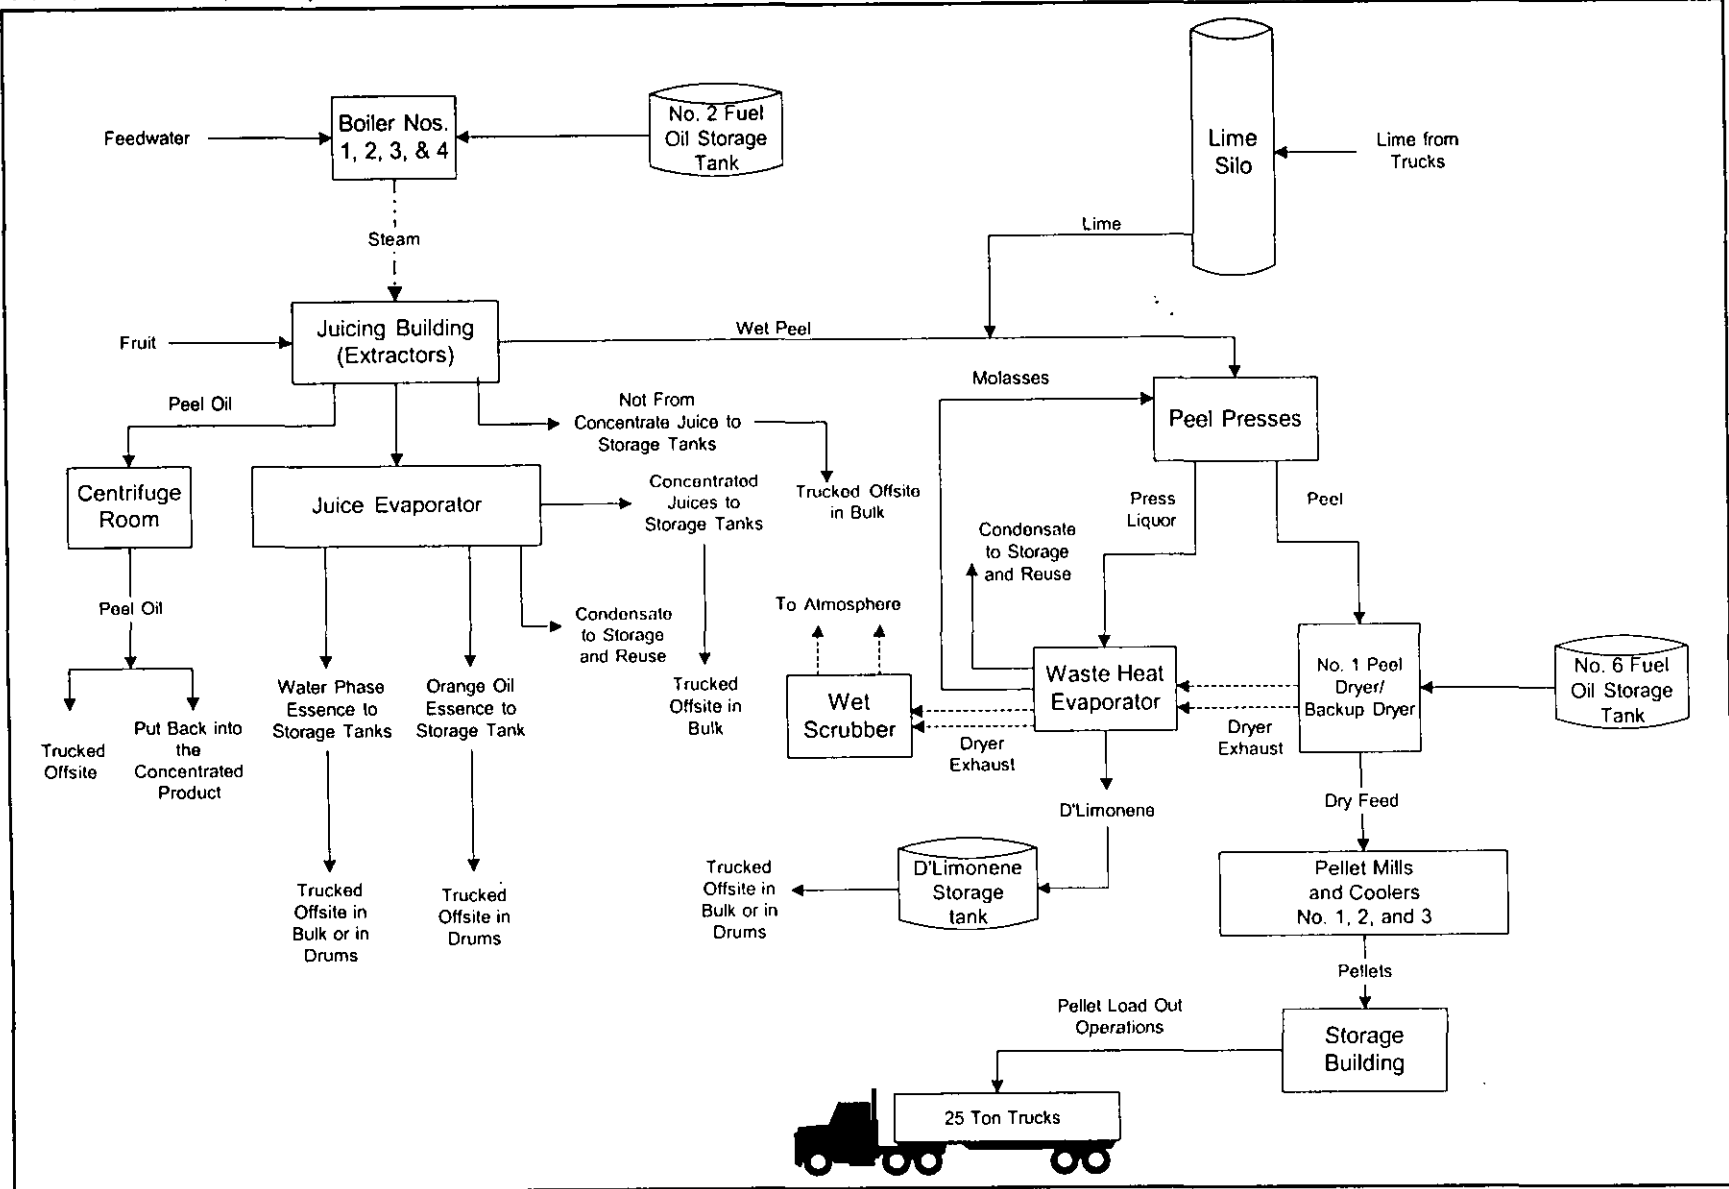 Feedwater
Boiler Nos.
1, 2, 3, & 4
No. 2 Fuel
Oil Storage
Tank
Lime
Silo
Lime from
Trucks
Steam
Lime
Fruit
Juicing Building
(Extractors)
Wet Peel
Molasses
Peel Presses
Peel Oil
Not From
Concentrate Juice to
Storage Tanks
Centrifuge
Room
Juice Evaporator
Concentrated
Juices to
Storage Tanks
Trucked Offsite
in Bulk
Press
Liquor
Peel
Condensate
to Storage
and Reuse
Peel Oil
Condensate
to Storage
and Reuse
To Atmosphere
Water Phase
Essence to
Storage Tanks
Orange Oil
Essence to
Storage Tank
Trucked
Offsite in
Bulk
Wet
Scrubber
Waste Heat
Evaporator
No. 1 Peel
Dryer/
Backup Dryer
No. 6 Fuel
Oil Storage
Tank
Dryer
Exhaust
Dryer
Exhaust
Trucked
Offsite
Put Back into
the
Concentrated
Product
D'Limonene
Dry Feed
Trucked
Offsite in
Bulk or in
Drums
Trucked
Offsite in
Drums
Trucked
Offsite in
Bulk or in
Drums
D'Limonene
Storage
tank
Pellet Mills
and Coolers
No. 1, 2, and 3
Pellets
Pellet Load Out
Operations
Storage
Building
25 Ton Trucks